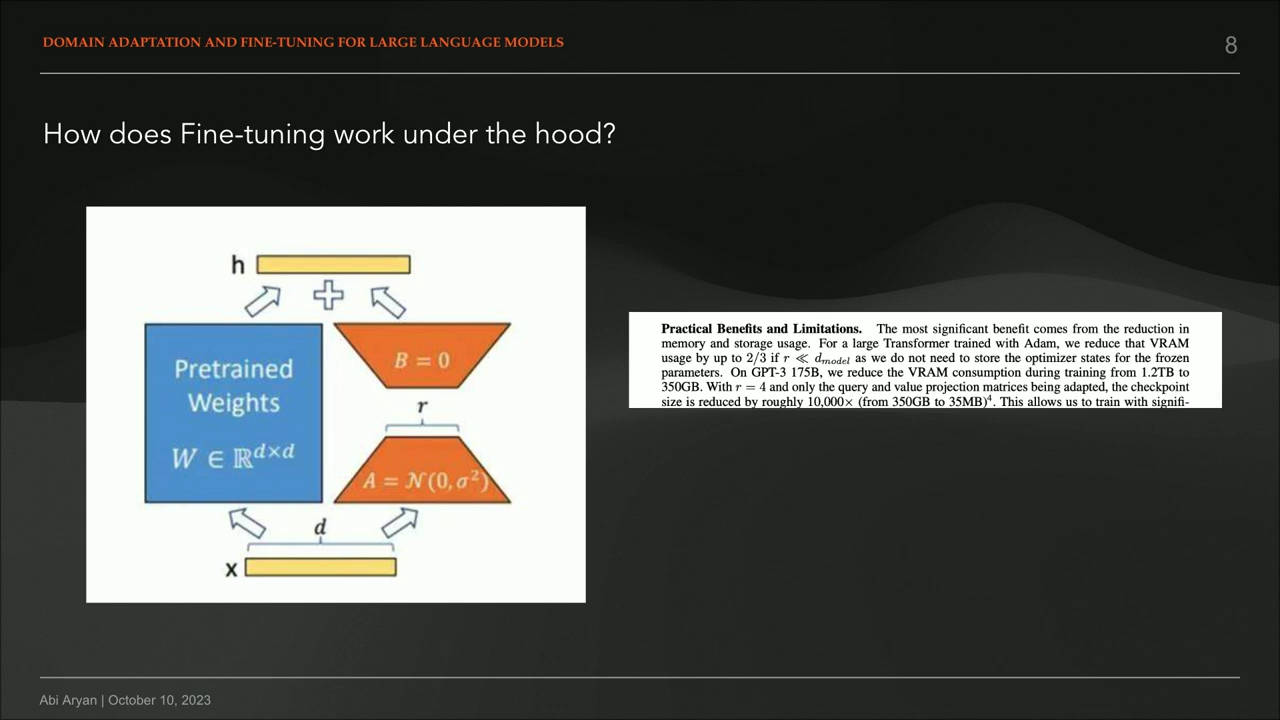 DOMAIN ADAPTATION AND FINE-TUNING FOR LARGE LANGUAGE MODELS
8
How does Fine-tuning work under the hood?
h
Pretrained
Weights
W ∈ ℝ^{d×d}
B = 0
r
A = 𝒩(0, σ²)
d
x
Practical Benefits and Limitations. The most significant benefit comes from the reduction in
memory and storage usage. For a large Transformer trained with Adam, we reduce that VRAM
usage by up to 2/3 if r ≪ d_{model} as we do not need to store the optimizer states for the frozen
parameters. On GPT-3 175B, we reduce the VRAM consumption during training from 1.2TB to
350GB. With r = 4 and only the query and value projection matrices being adapted, the checkpoint
size is reduced by roughly 10,000× (from 350GB to 35MB)⁴. This allows us to train with signifi-
Abi Aryan | October 10, 2023